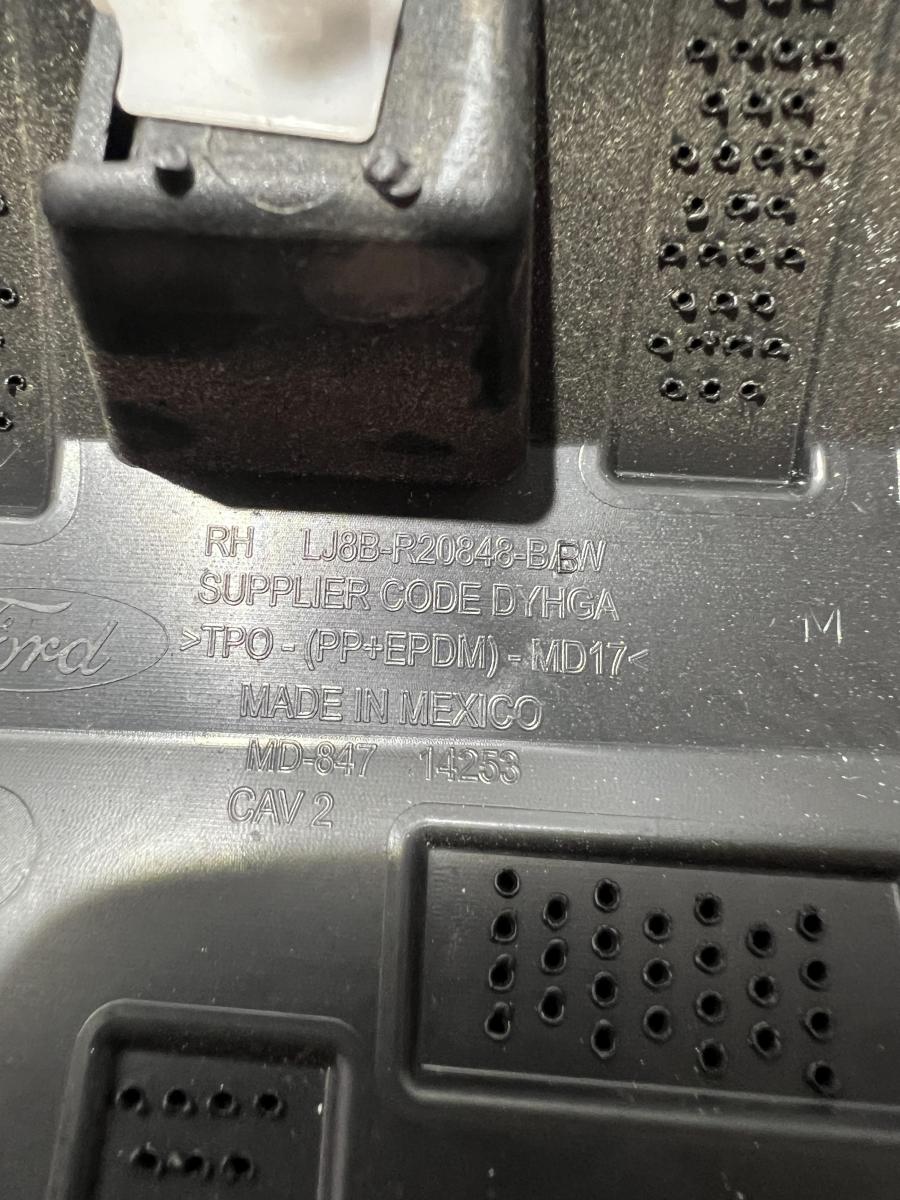 RH LJ8B-R20848-B/BW
SUPPLIER CODE DYHGA
Ford >TPO - (PP+EPDM) - MD17<
M
MADE IN MEXICO
MD-847 14253
CAV 2